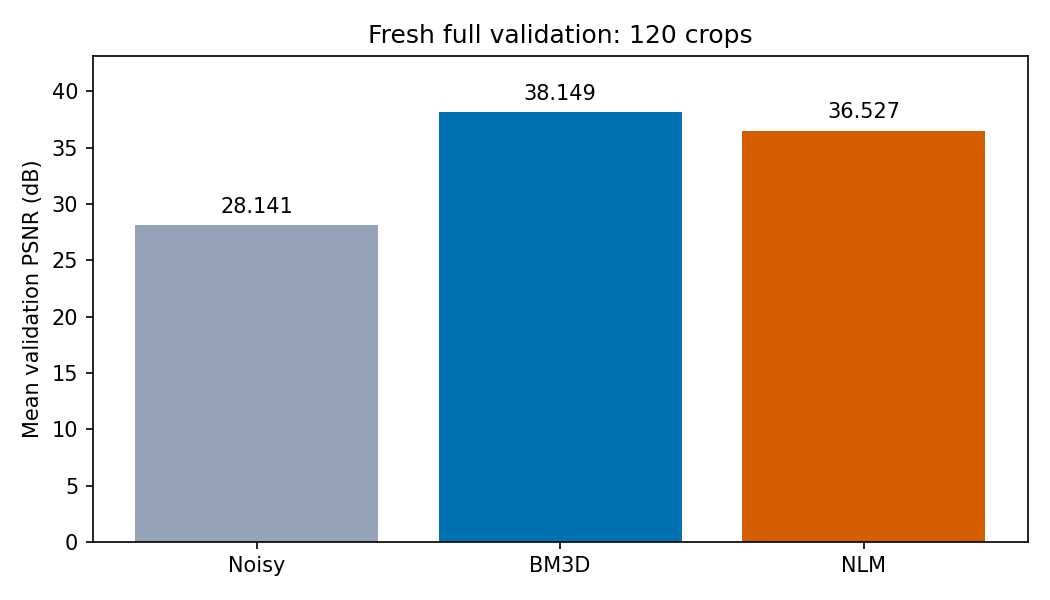 Fresh full validation: 120 crops
Mean validation PSNR (dB)
40
35
30
25
20
15
10
5
0
28.141
38.149
36.527
Noisy
BM3D
NLM